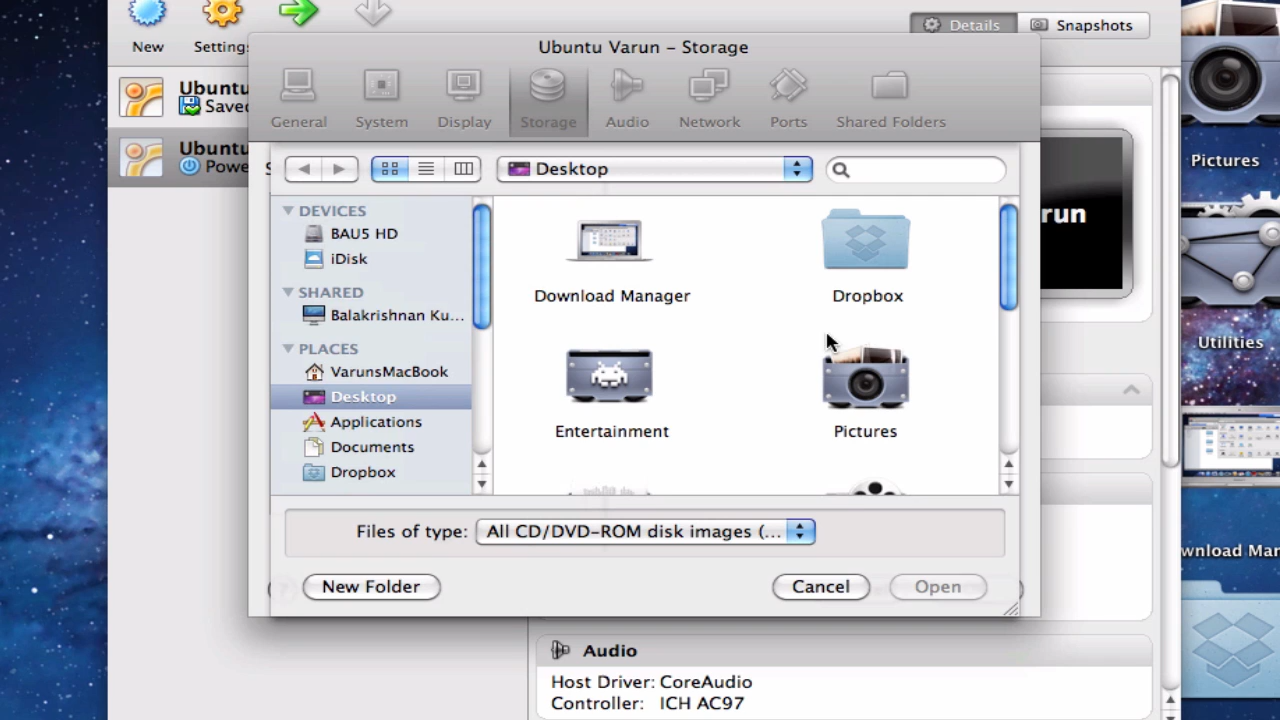 New
Settings
Details
Snapshots
Ubuntu Varun – Storage
General
System
Display
Storage
Audio
Network
Ports
Shared Folders
Ubuntu
Saved
Ubuntu
Powe
S
Desktop
DEVICES
BAU5 HD
iDisk
SHARED
Balakrishnan Ku...
PLACES
VarunsMacBook
Desktop
Applications
Documents
Dropbox
Download Manager
Dropbox
Entertainment
Pictures
Files of type: All CD/DVD-ROM disk images (...
New Folder
Cancel
Open
Audio
Host Driver: CoreAudio
Controller: ICH AC97
run
Pictures
Utilities
wnload Mar